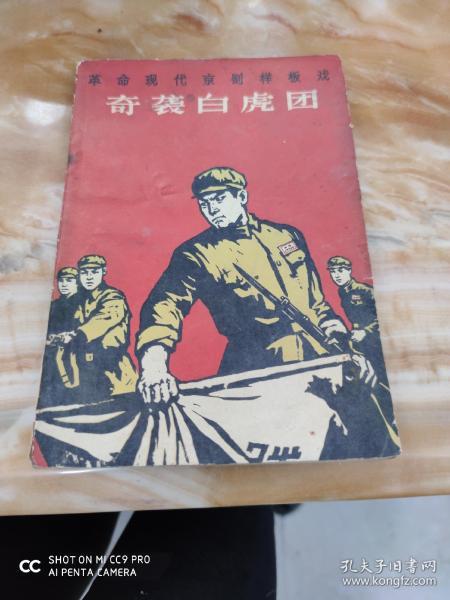 革命现代京剧样板戏
奇袭白虎团
CC SHOT ON MI CC9 PRO
AI PENTA CAMERA
孔夫子旧书网
www.kongfz.com